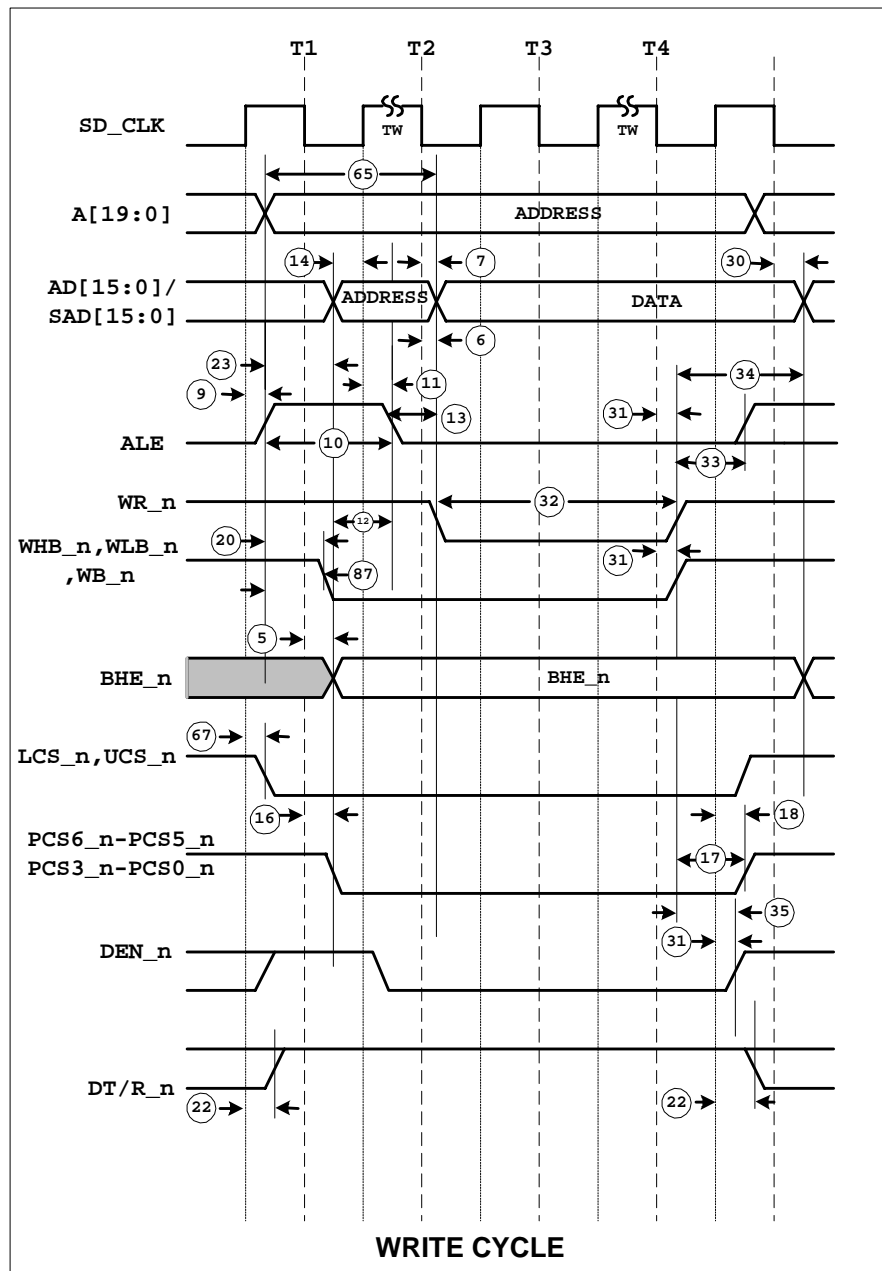 T1 T2 T3 T4
SD_CLK
TW TW
65
A[19:0] ADDRESS
14 7 30
AD[15:0]/
SAD[15:0]
ADDRESS DATA
6
23 34
9 11
31 13
ALE 10 33
WR_n 32
12
20
WHB_n,WLB_n
,WB_n
31
87
5
BHE_n BHE_n
67
LCS_n,UCS_n
16 18
PCS6_n-PCS5_n
PCS3_n-PCS0_n
17
35
31
DEN_n
DT/R_n
22 22
WRITE CYCLE